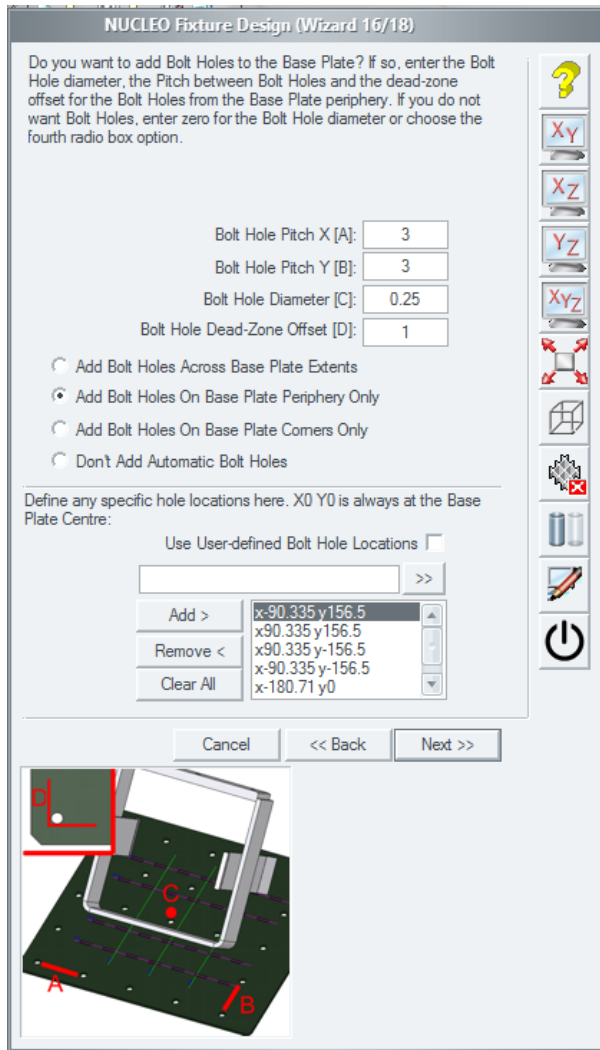 NUCLEO Fixture Design (Wizard 16/18)
Do you want to add Bolt Holes to the Base Plate? If so, enter the Bolt
Hole diameter, the Pitch between Bolt Holes and the dead-zone
offset for the Bolt Holes from the Base Plate periphery. If you do not
want Bolt Holes, enter zero for the Bolt Hole diameter or choose the
fourth radio box option.
?
XY
XZ
YZ
XYZ
Bolt Hole Pitch X [A]: 3
Bolt Hole Pitch Y [B]: 3
Bolt Hole Diameter [C]: 0.25
Bolt Hole Dead-Zone Offset [D]: 1
Add Bolt Holes Across Base Plate Extents
Add Bolt Holes On Base Plate Periphery Only
Add Bolt Holes On Base Plate Corners Only
Don't Add Automatic Bolt Holes
Define any specific hole locations here. X0 Y0 is always at the Base
Plate Centre:
Use User-defined Bolt Hole Locations
>>
Add >
Remove <
Clear All
x-90.335 y156.5
x90.335 y156.5
x90.335 y-156.5
x-90.335 y-156.5
x-180.71 y0
Cancel
<< Back
Next >>
D
C
A
B